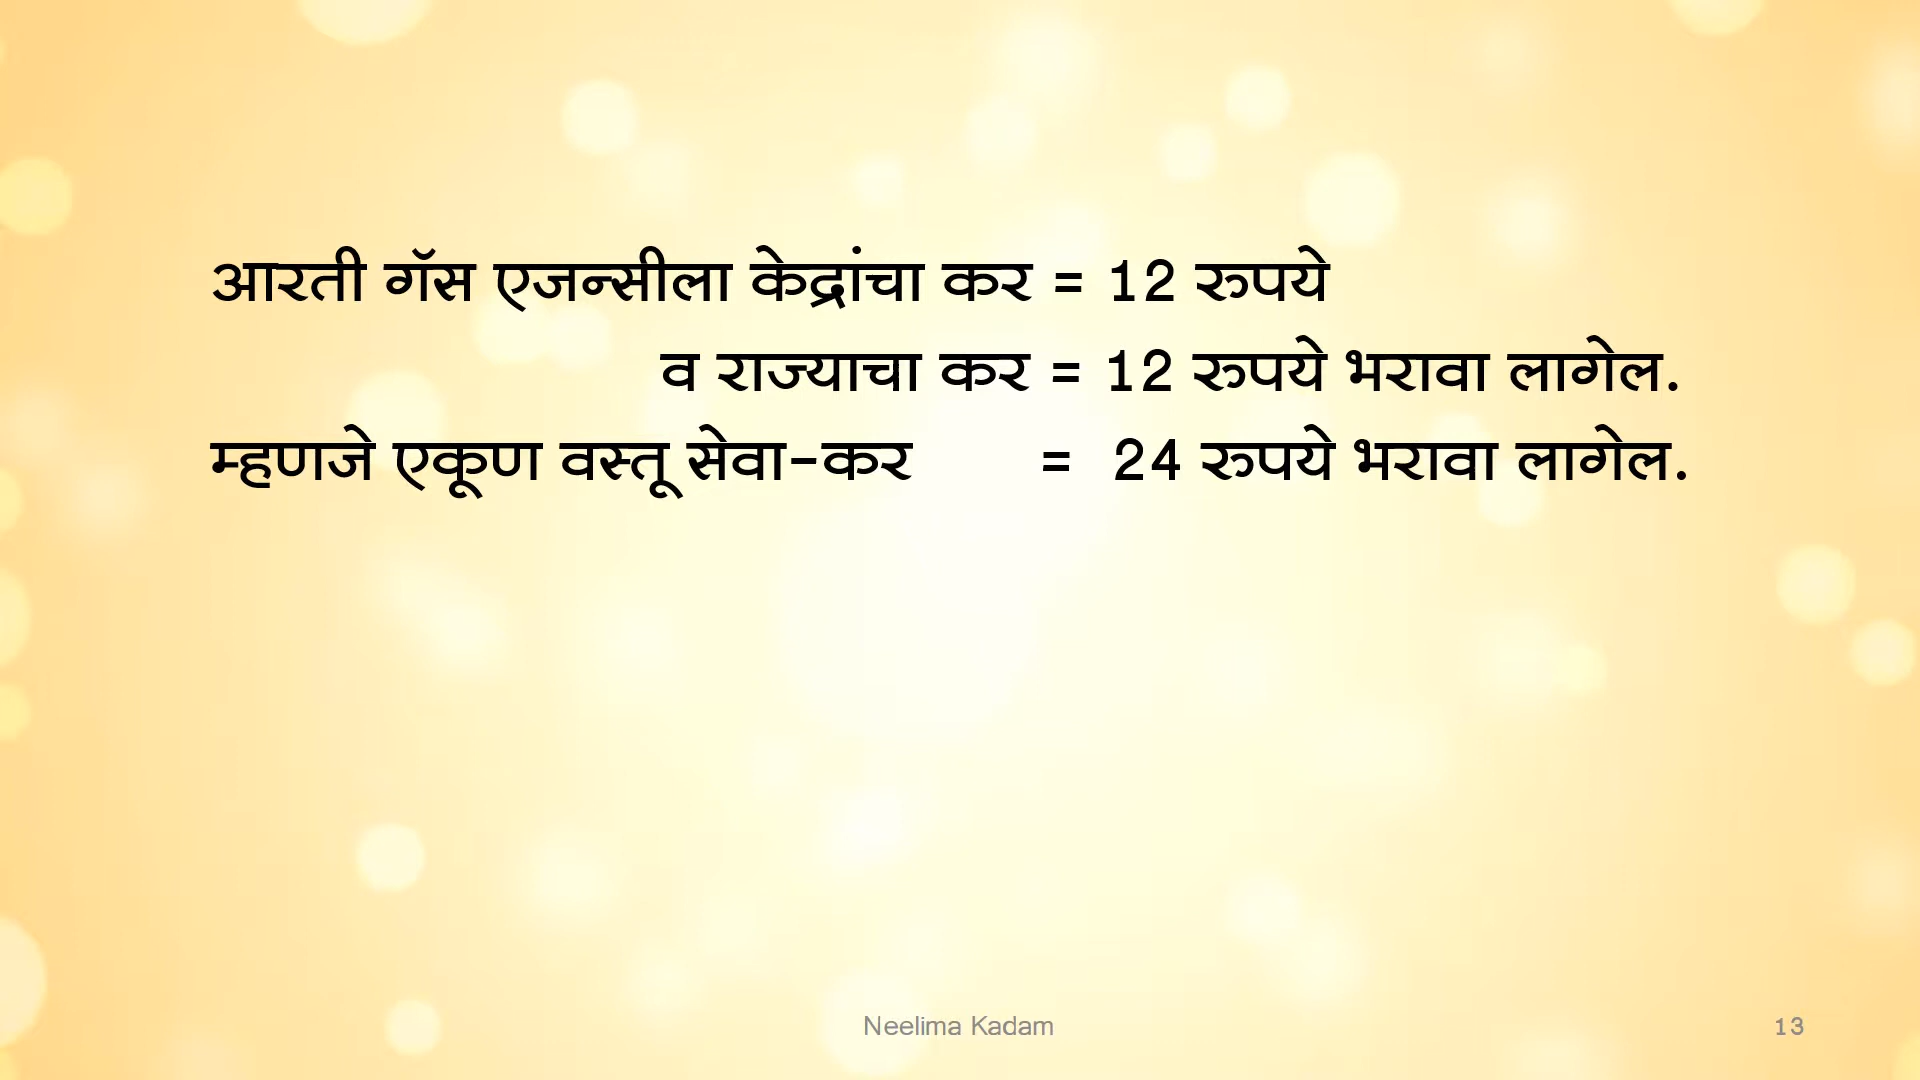 आरती गॅस एजन्सीला केद्रांचा कर = 12 रुपये
व राज्याचा कर = 12 रुपये भरावा लागेल.
म्हणजे एकूण वस्तू सेवा-कर = 24 रुपये भरावा लागेल.
Neelima Kadam
13